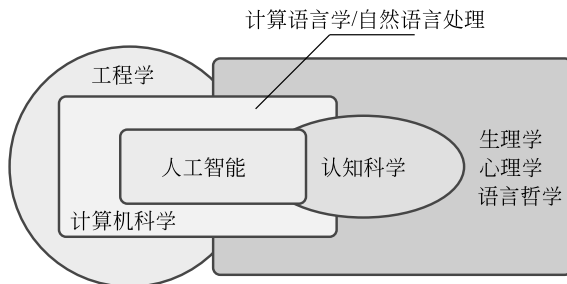 计算语言学/自然语言处理
工程学
人工智能
认知科学
生理学
心理学
语言哲学
计算机科学